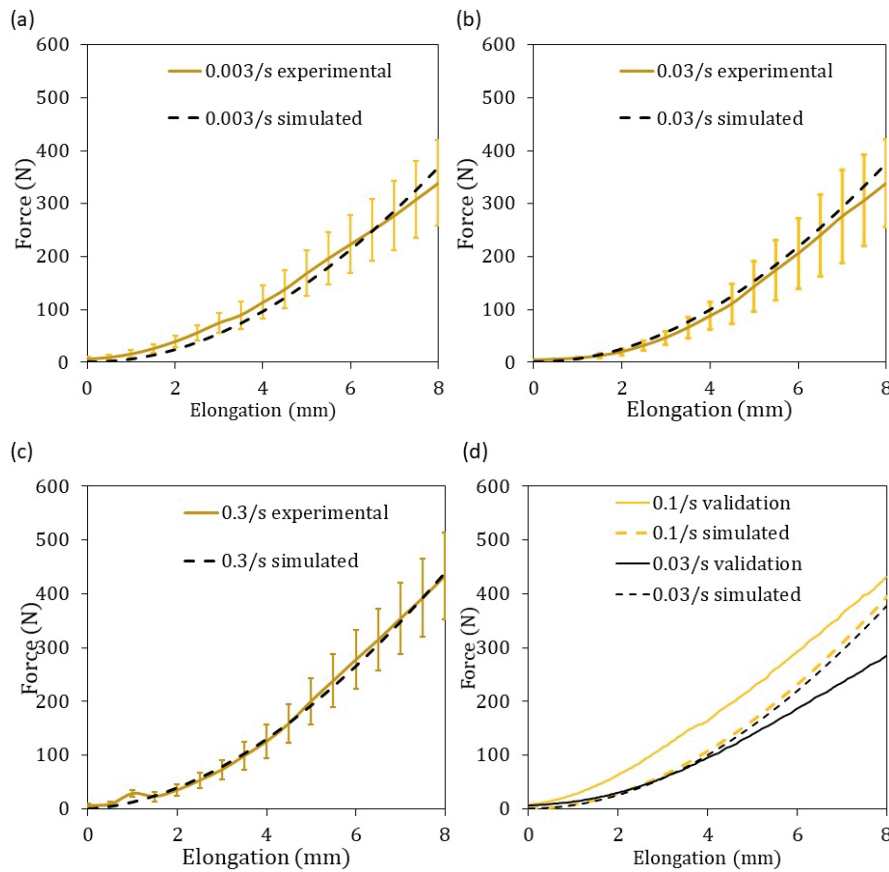 (a)
600
500
400
300
200
100
0
0 2 4 6 8
Force (N)
Elongation (mm)
0.003/s experimental
0.003/s simulated
(b)
600
500
400
300
200
100
0
0 2 4 6 8
Force (N)
Elongation (mm)
0.03/s experimental
0.03/s simulated
(c)
600
500
400
300
200
100
0
0 2 4 6 8
Force (N)
Elongation (mm)
0.3/s experimental
0.3/s simulated
(d)
600
500
400
300
200
100
0
0 2 4 6 8
Force (N)
Elongation (mm)
0.1/s validation
0.1/s simulated
0.03/s validation
0.03/s simulated